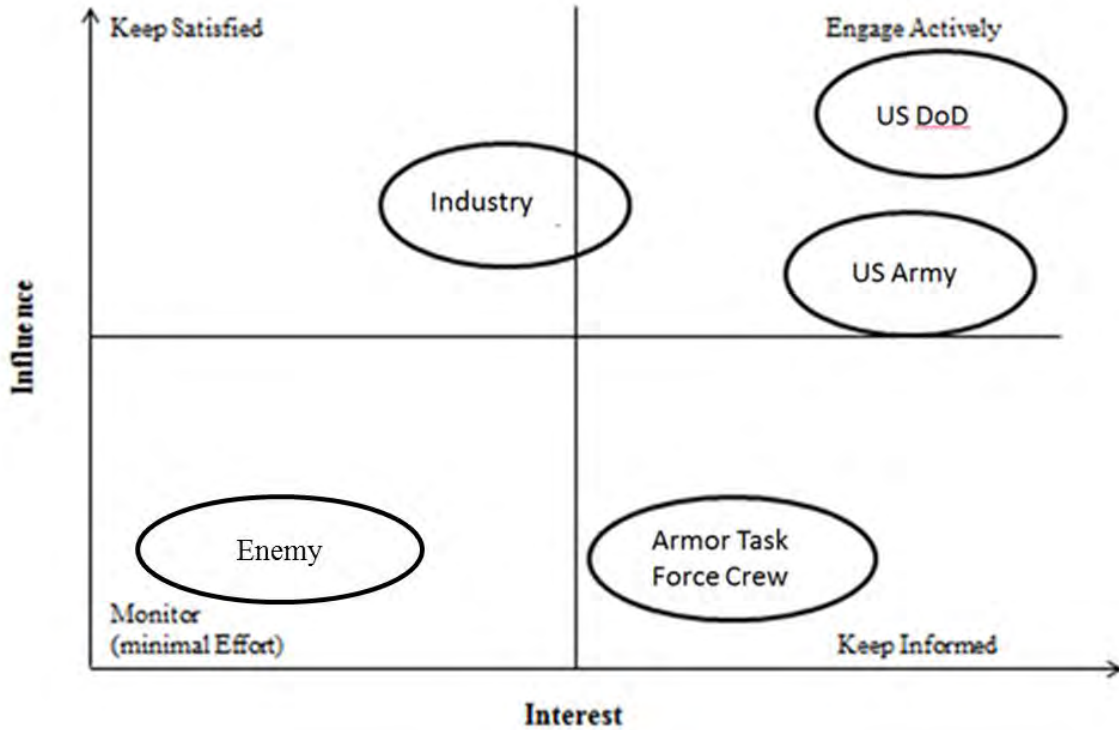 Keep Satisfied
Engage Actively
US DoD
Industry
US Army
Influence
Enemy
Armor Task
Force Crew
Monitor
(minimal Effort)
Keep Informed
Interest